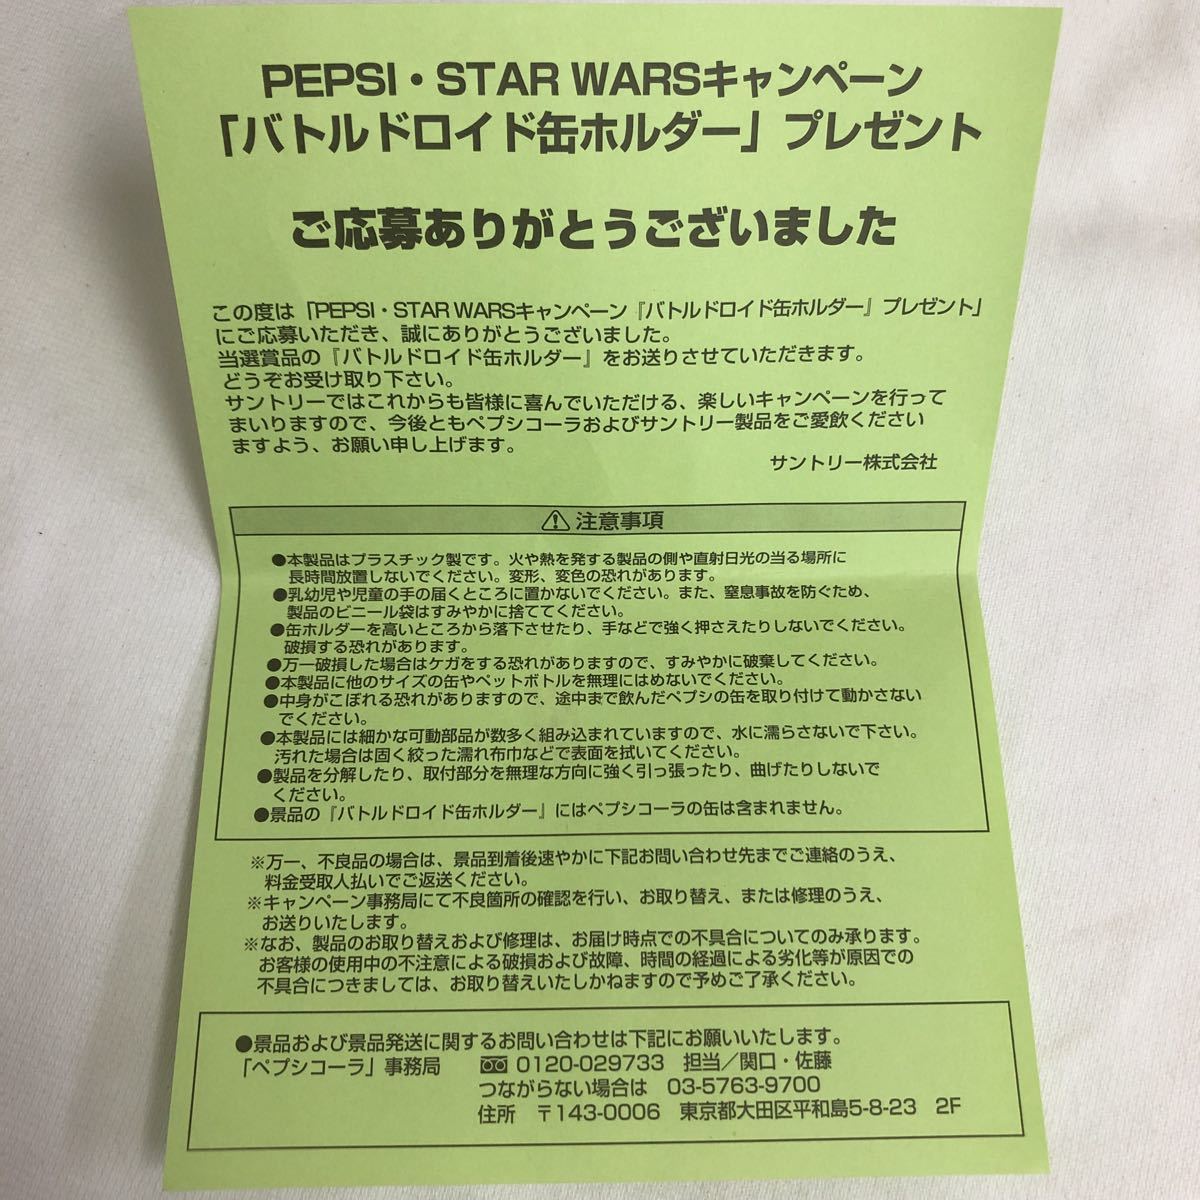 PEPSI・STAR WARSキャンペーン
「バトルドロイド缶ホルダー」プレゼント
ご応募ありがとうございました
この度は「PEPSI・STAR WARSキャンペーン『バトルドロイド缶ホルダー』プレゼント」
にご応募いただき、誠にありがとうございました。
当選賞品の『バトルドロイド缶ホルダー』をお送りさせていただきます。
どうぞお受け取り下さい。
サントリーではこれからも皆様に喜んでいただける、楽しいキャンペーンを行って
まいりますので、今後ともペプシコーラおよびサントリー製品をご愛飲ください
ますよう、お願い申し上げます。
サントリー株式会社
⚠注意事項
●本製品はプラスチック製です。火や熱を発する製品の側や直射日光の当る場所に
長時間放置しないでください。変形、変色の恐れがあります。
●乳幼児や児童の手の届くところに置かないでください。また、窒息事故を防ぐため、
製品のビニール袋はすみやかに捨ててください。
●缶ホルダーを高いところから落下させたり、手などで強く押さえたりしないでください。
破損する恐れがあります。
●万一破損した場合はケガをする恐れがありますので、すみやかに破棄してください。
●本製品に他のサイズの缶やペットボトルを無理にはめないでください。
●中身がこぼれる恐れがありますので、途中まで飲んだペプシの缶を取り付けて動かさない
でください。
●本製品には細かな可動部品が数多く組み込まれていますので、水に濡らさないで下さい。
汚れた場合は固く絞った濡れ布巾などで表面を拭いてください。
●製品を分解したり、取付部分を無理な方向に強く引っ張ったり、曲げたりしないで
ください。
●景品の『バトルドロイド缶ホルダー』にはペプシコーラの缶は含まれません。
※万一、不良品の場合は、景品到着後速やかに下記お問い合わせ先までご連絡のうえ、
料金受取人払いでご返送ください。
※キャンペーン事務局にて不良箇所の確認を行い、お取り替え、または修理のうえ、
お送りいたします。
※なお、製品のお取り替えおよび修理は、お届け時点での不具合についてのみ承ります。
お客様の使用中の不注意による破損および故障、時間の経過による劣化等が原因での
不具合につきましては、お取り替えいたしかねますので予めご了承ください。
●景品および景品発送に関するお問い合わせは下記にお願いいたします。
「ペプシコーラ」事務局 0120-029733 担当／関口・佐藤
つながらない場合は 03-5763-9700
住所 〒143-0006 東京都大田区平和島5-8-23 2F